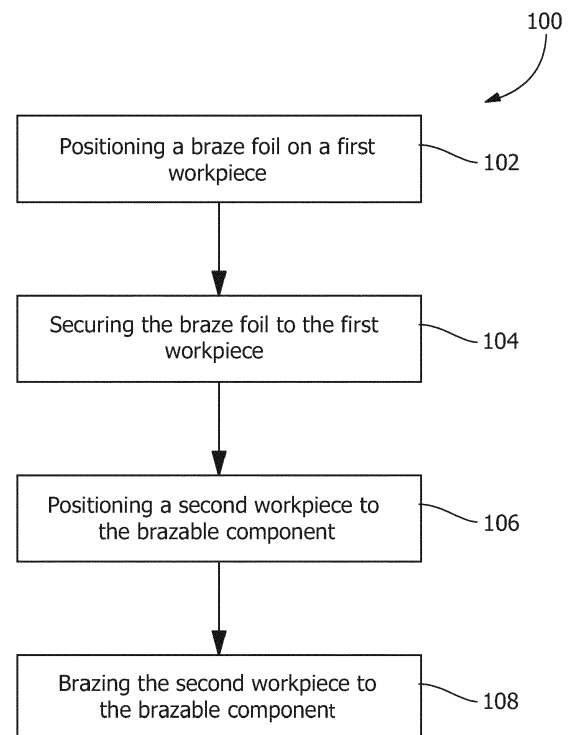 100
Positioning a braze foil on a first
workpiece
102
Securing the braze foil to the first
workpiece
104
Positioning a second workpiece to
the brazable component
106
Brazing the second workpiece to
the brazable component
108